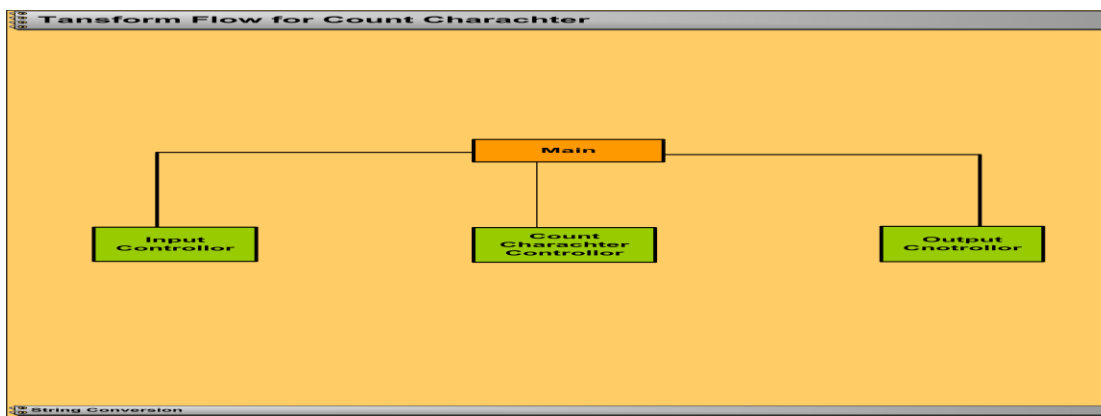 Tansform Flow for Count Charachter
Main
Input
Controllor
Count
Charachter
Controllor
Output
Cnotrollor
String Conversion